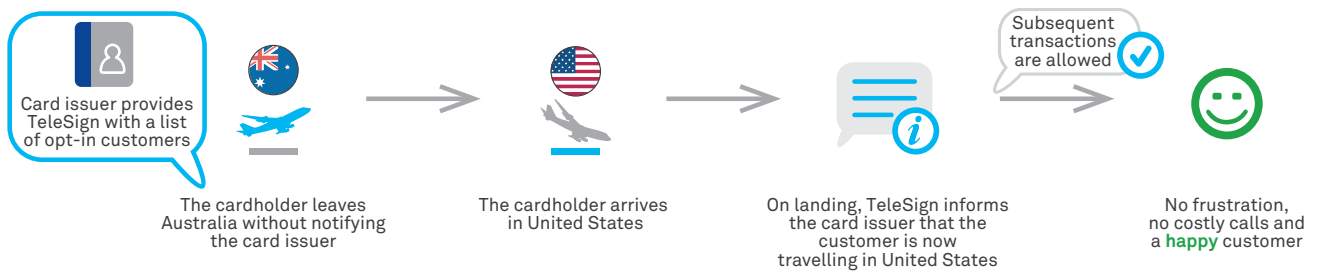 Card issuer provides
TeleSign with a list
of opt-in customers
The cardholder leaves
Australia without notifying
the card issuer
The cardholder arrives
in United States
On landing, TeleSign informs
the card issuer that the
customer is now
travelling in United States
Subsequent
transactions
are allowed
No frustration,
no costly calls and
a happy customer